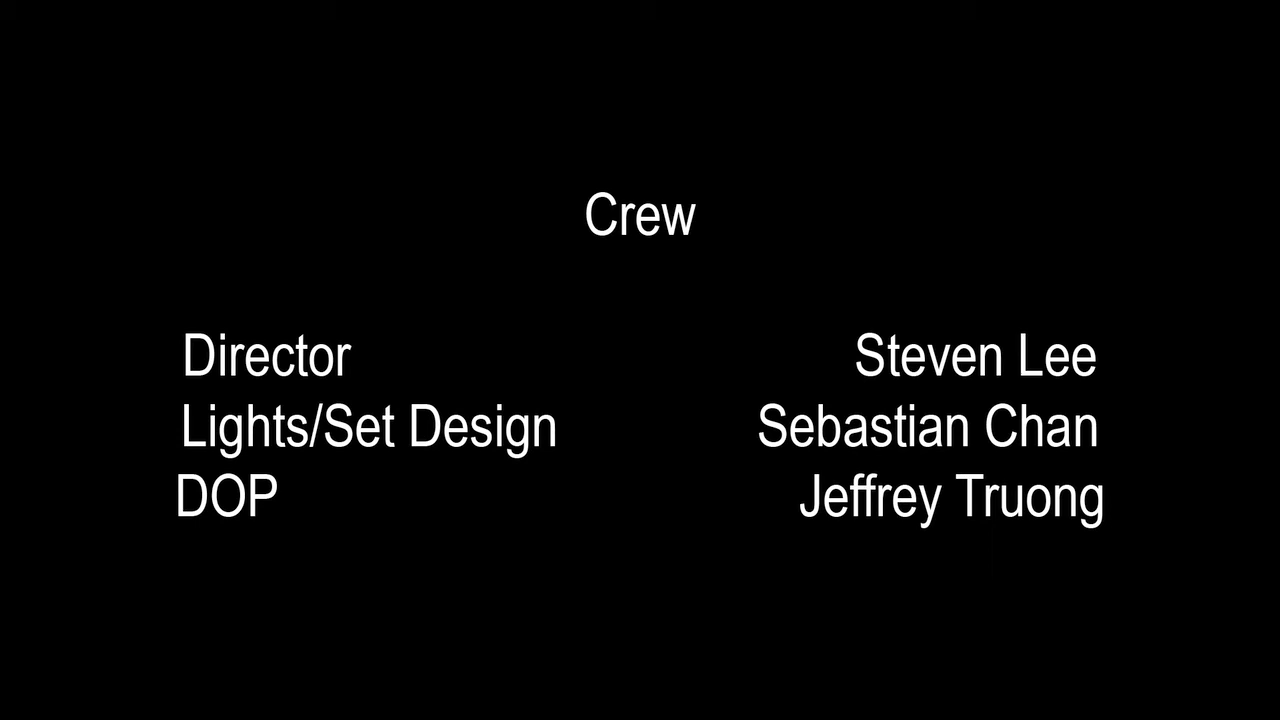 Crew
Director Steven Lee
Lights/Set Design Sebastian Chan
DOP Jeffrey Truong